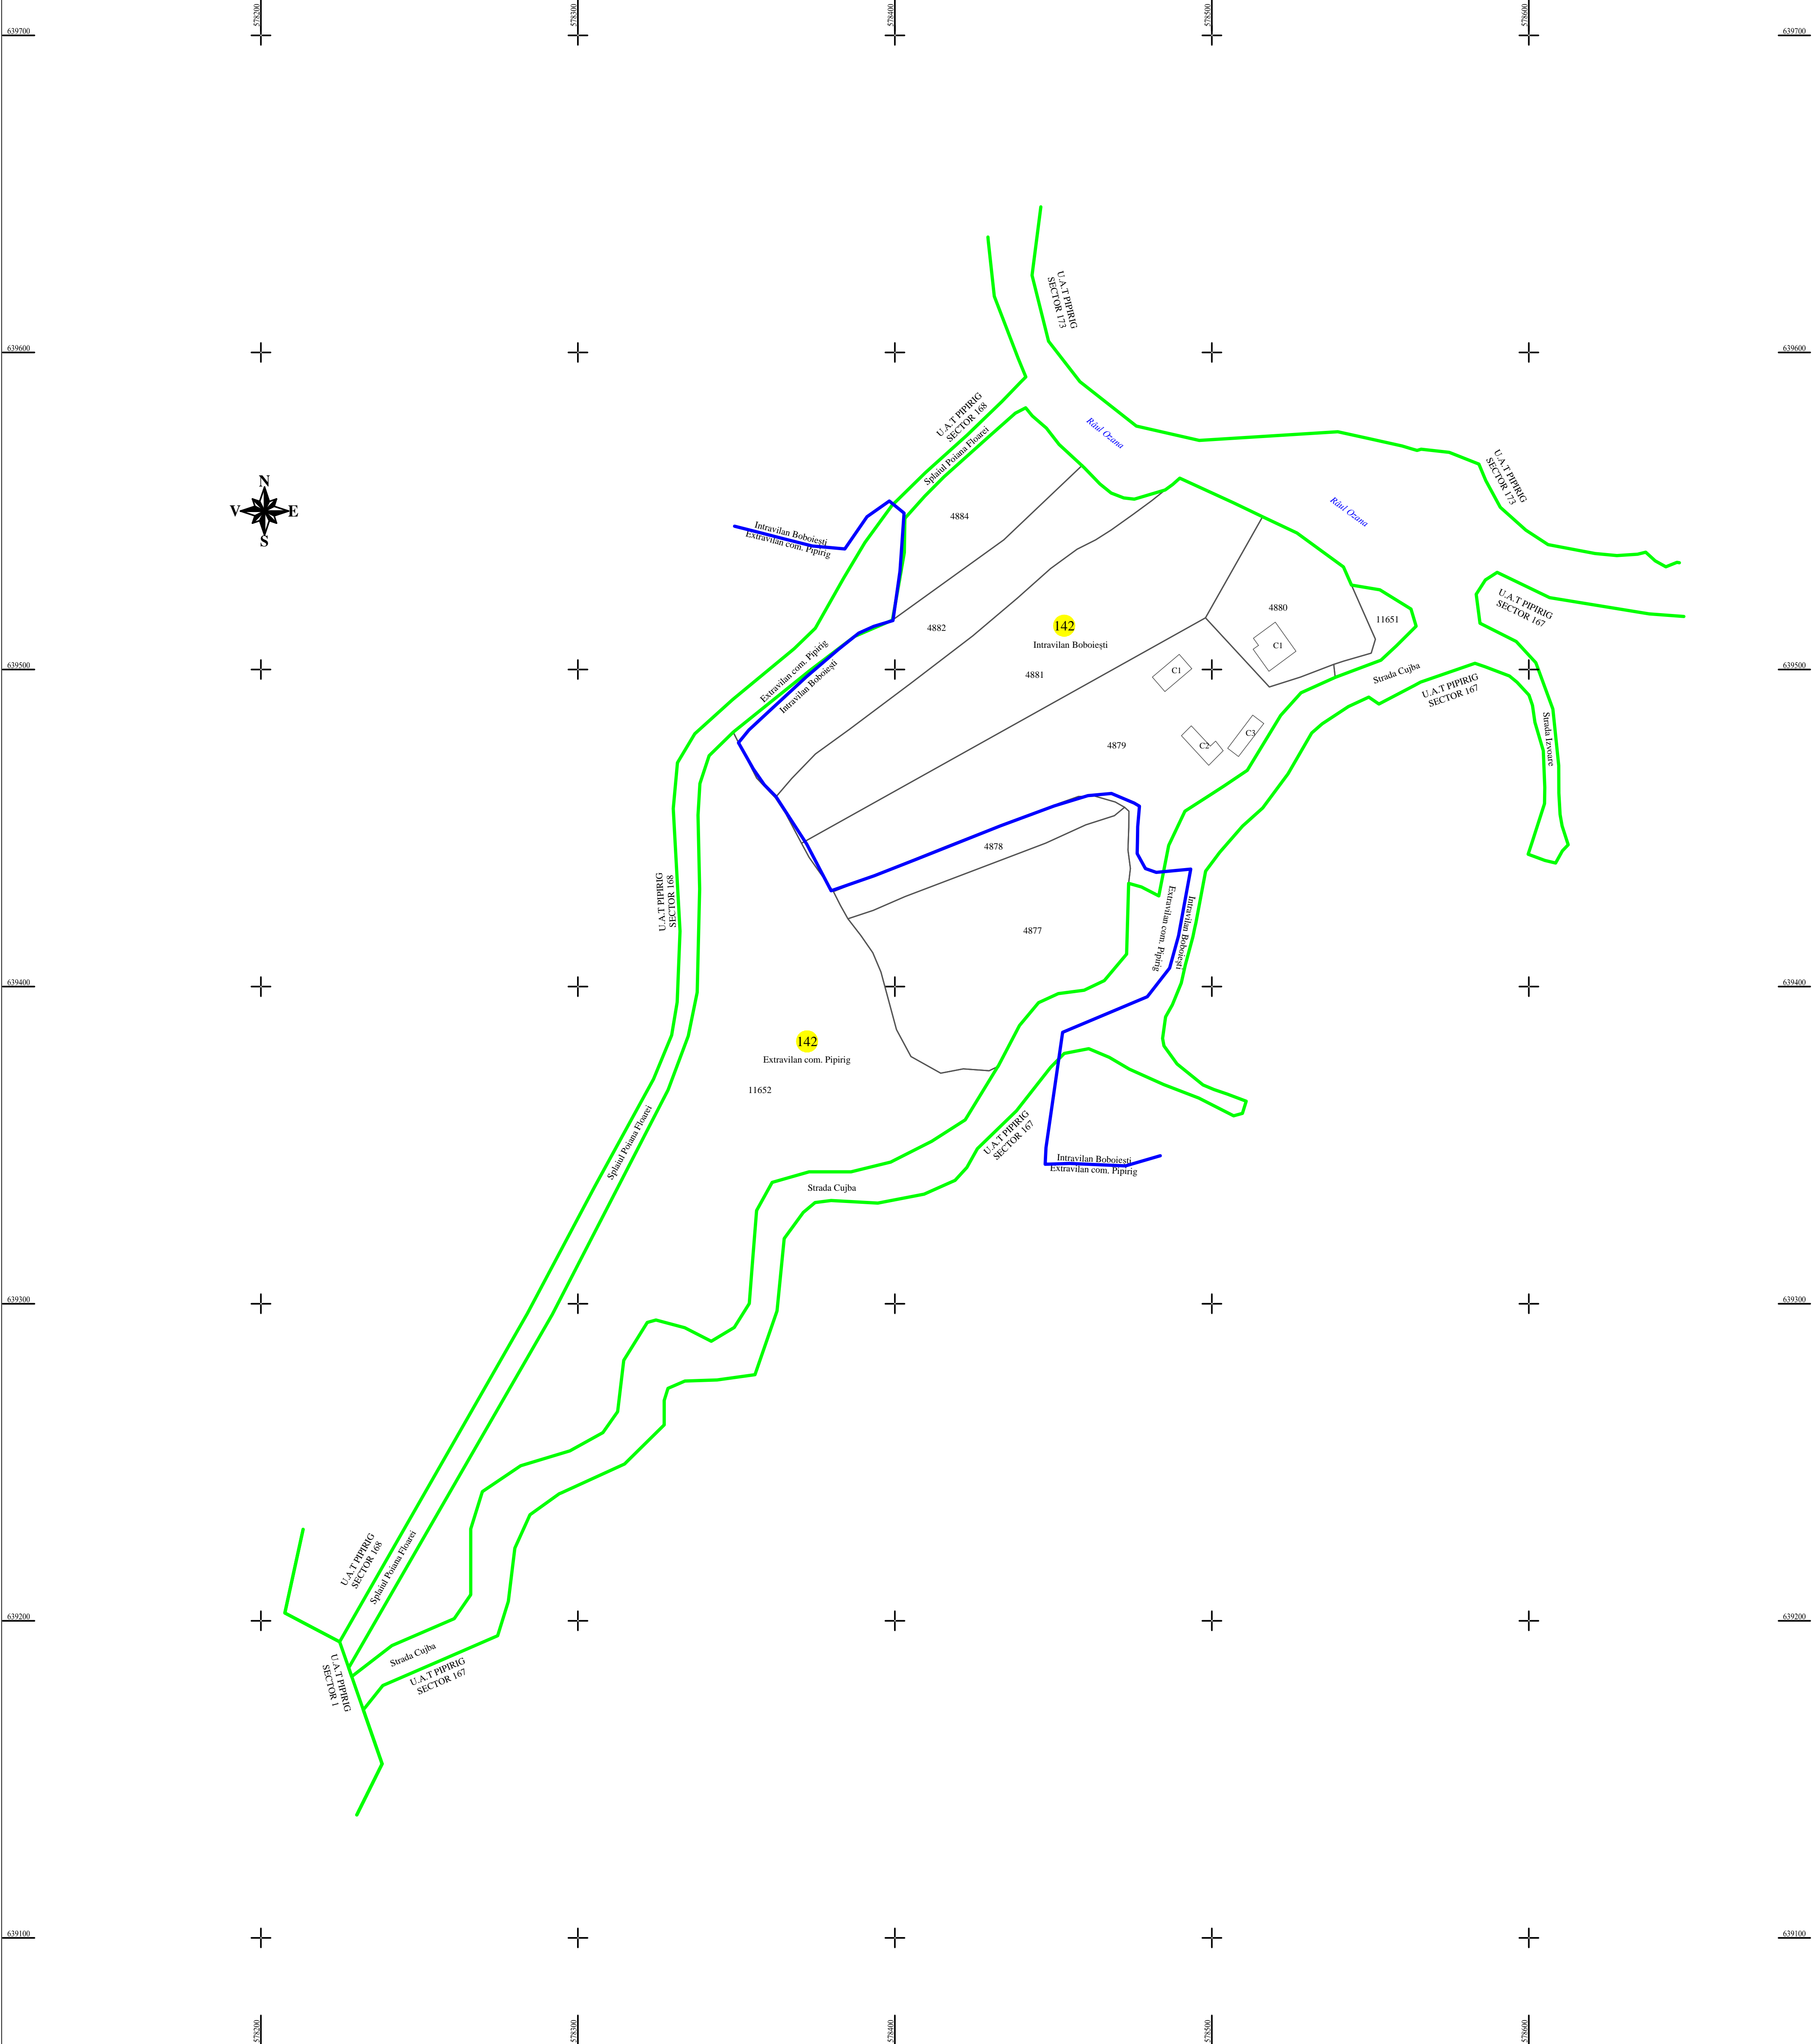 578200
578300
578400
578500
578600
639700
639700
U.A.T PIPIRIG
SECTOR 173
639600
639600
U.A.T PIPIRIG
SECTOR 168
Splaiul Poiana Floarei
Râul Ozana
U.A.T PIPIRIG
SECTOR 173
N
V
E
S
Râul Ozana
4884
Intravilan Boboiești
Extravilan com. Pipirig
U.A.T PIPIRIG
SECTOR 167
4880
11651
4882
142
Intravilan Boboiești
C1
Extravilan com. Pipirig
Intravilan Boboiești
639500
639500
4881
C1
Strada Cujba
U.A.T PIPIRIG
SECTOR 167
Strada Izvoare
C3
C2
4879
4878
U.A.T PIPIRIG
SECTOR 168
4877
Extravilan com. Pipirig
Intravilan Boboiești
639400
639400
142
Extravilan com. Pipirig
11652
Splaiul Poiana Floarei
U.A.T PIPIRIG
SECTOR 167
Intravilan Boboiești
Extravilan com. Pipirig
Strada Cujba
639300
639300
U.A.T PIPIRIG
SECTOR 168
Splaiul Poiana Floarei
639200
639200
Strada Cujba
U.A.T PIPIRIG
SECTOR 167
U.A.T PIPIRIG
SECTOR 1
639100
639100
578200
578300
578400
578500
578600